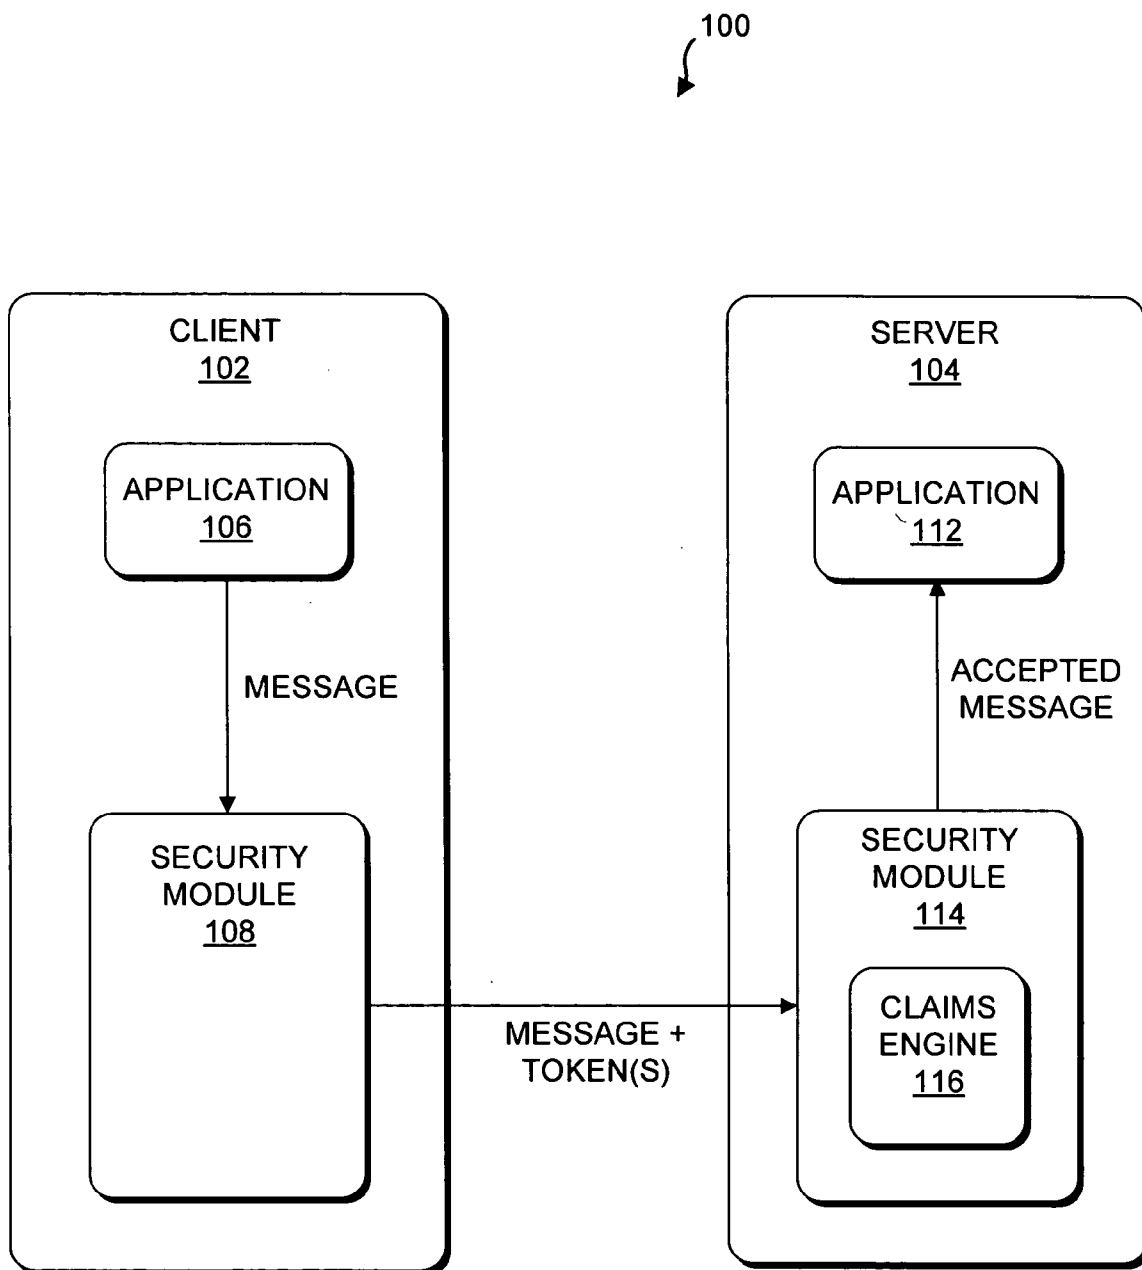 100
CLIENT
102
APPLICATION
106
MESSAGE
SECURITY
MODULE
108
MESSAGE +
TOKEN(S)
SERVER
104
APPLICATION
112
ACCEPTED
MESSAGE
SECURITY
MODULE
114
CLAIMS
ENGINE
116